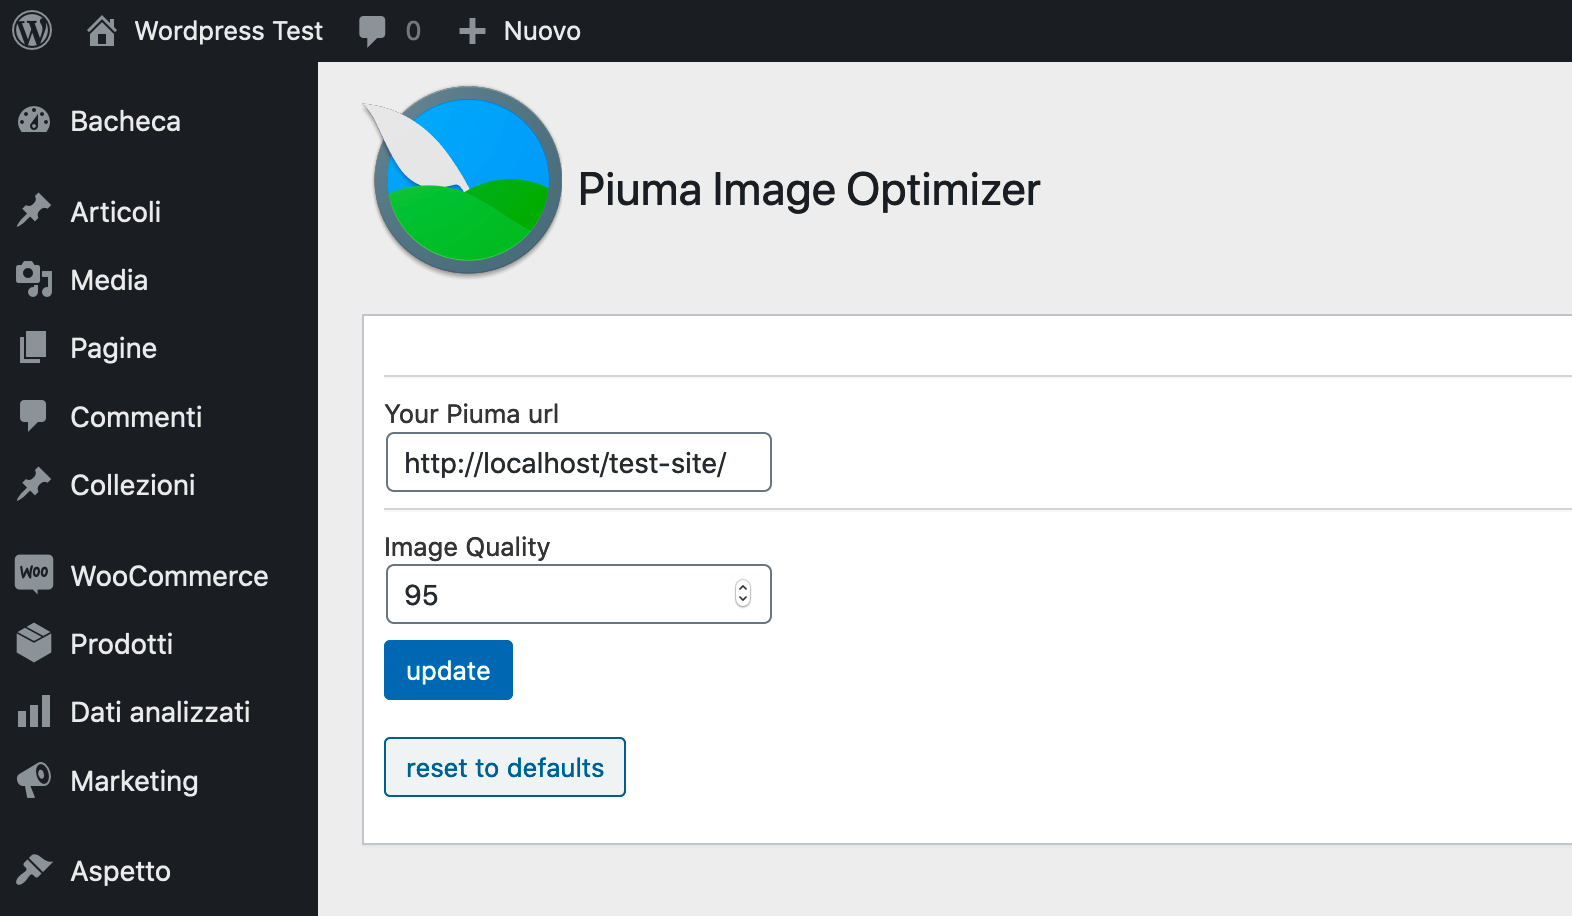 Wordpress Test 0 Nuovo
Bacheca
Articoli
Media
Pagine
Commenti
Collezioni
WooCommerce
Prodotti
Dati analizzati
Marketing
Aspetto
Piuma Image Optimizer
Your Piuma url
http://localhost/test-site/
Image Quality
95
update
reset to defaults